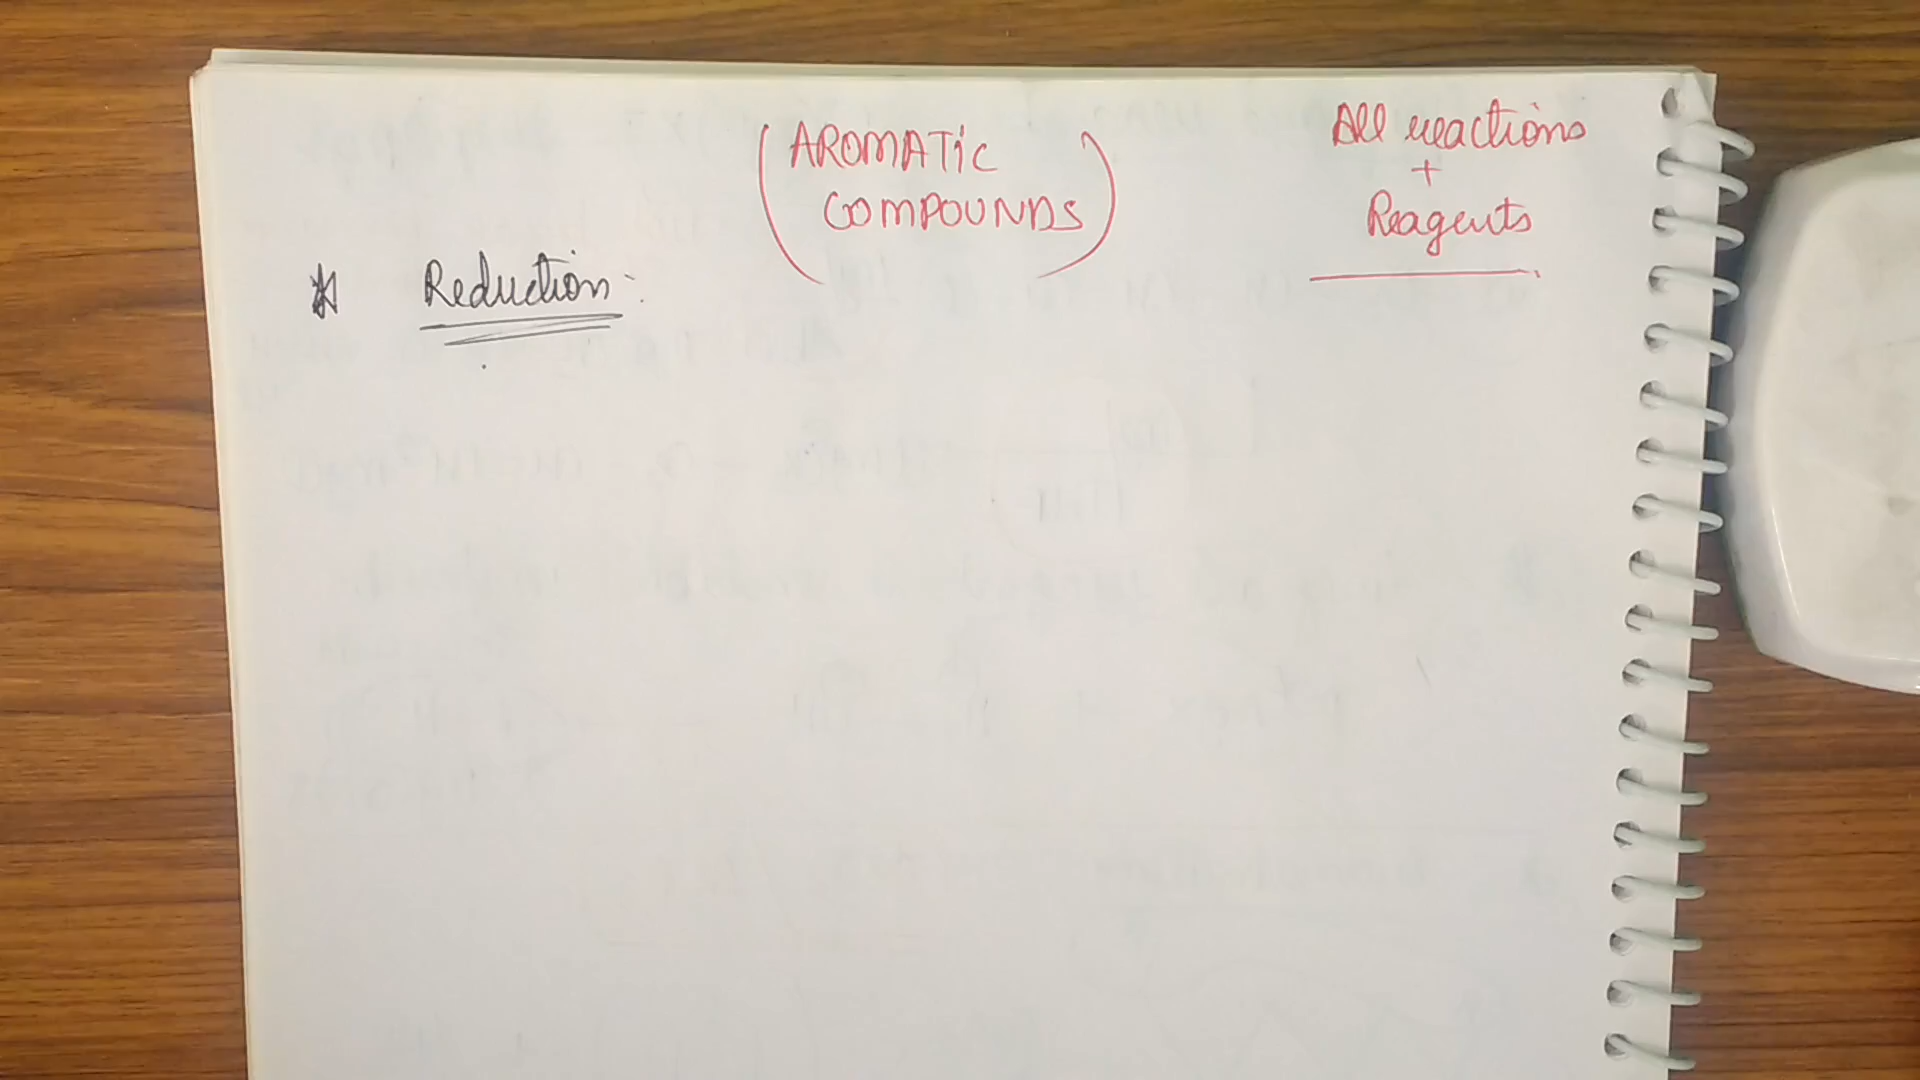 (AROMATiC
COMPOUNDS)
All reactions
+
Reagents
* Reduction: